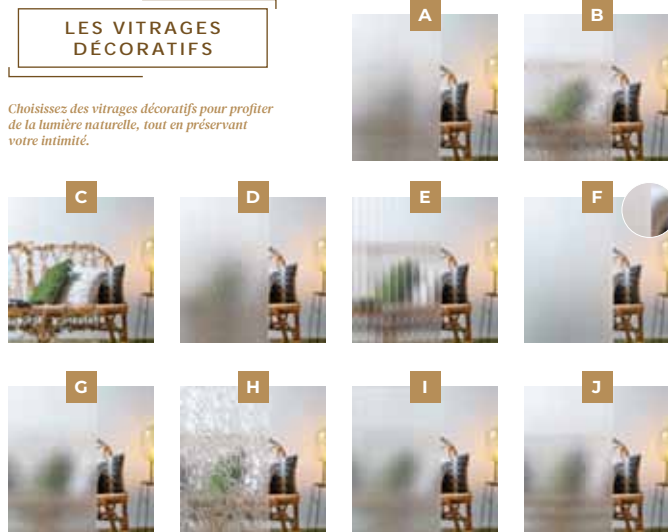 LES VITRAGES
DÉCORATIFS
Choisissez des vitrages décoratifs pour profiter
de la lumière naturelle, tout en préservant
votre intimité.
A
B
C
D
E
F
G
H
I
J